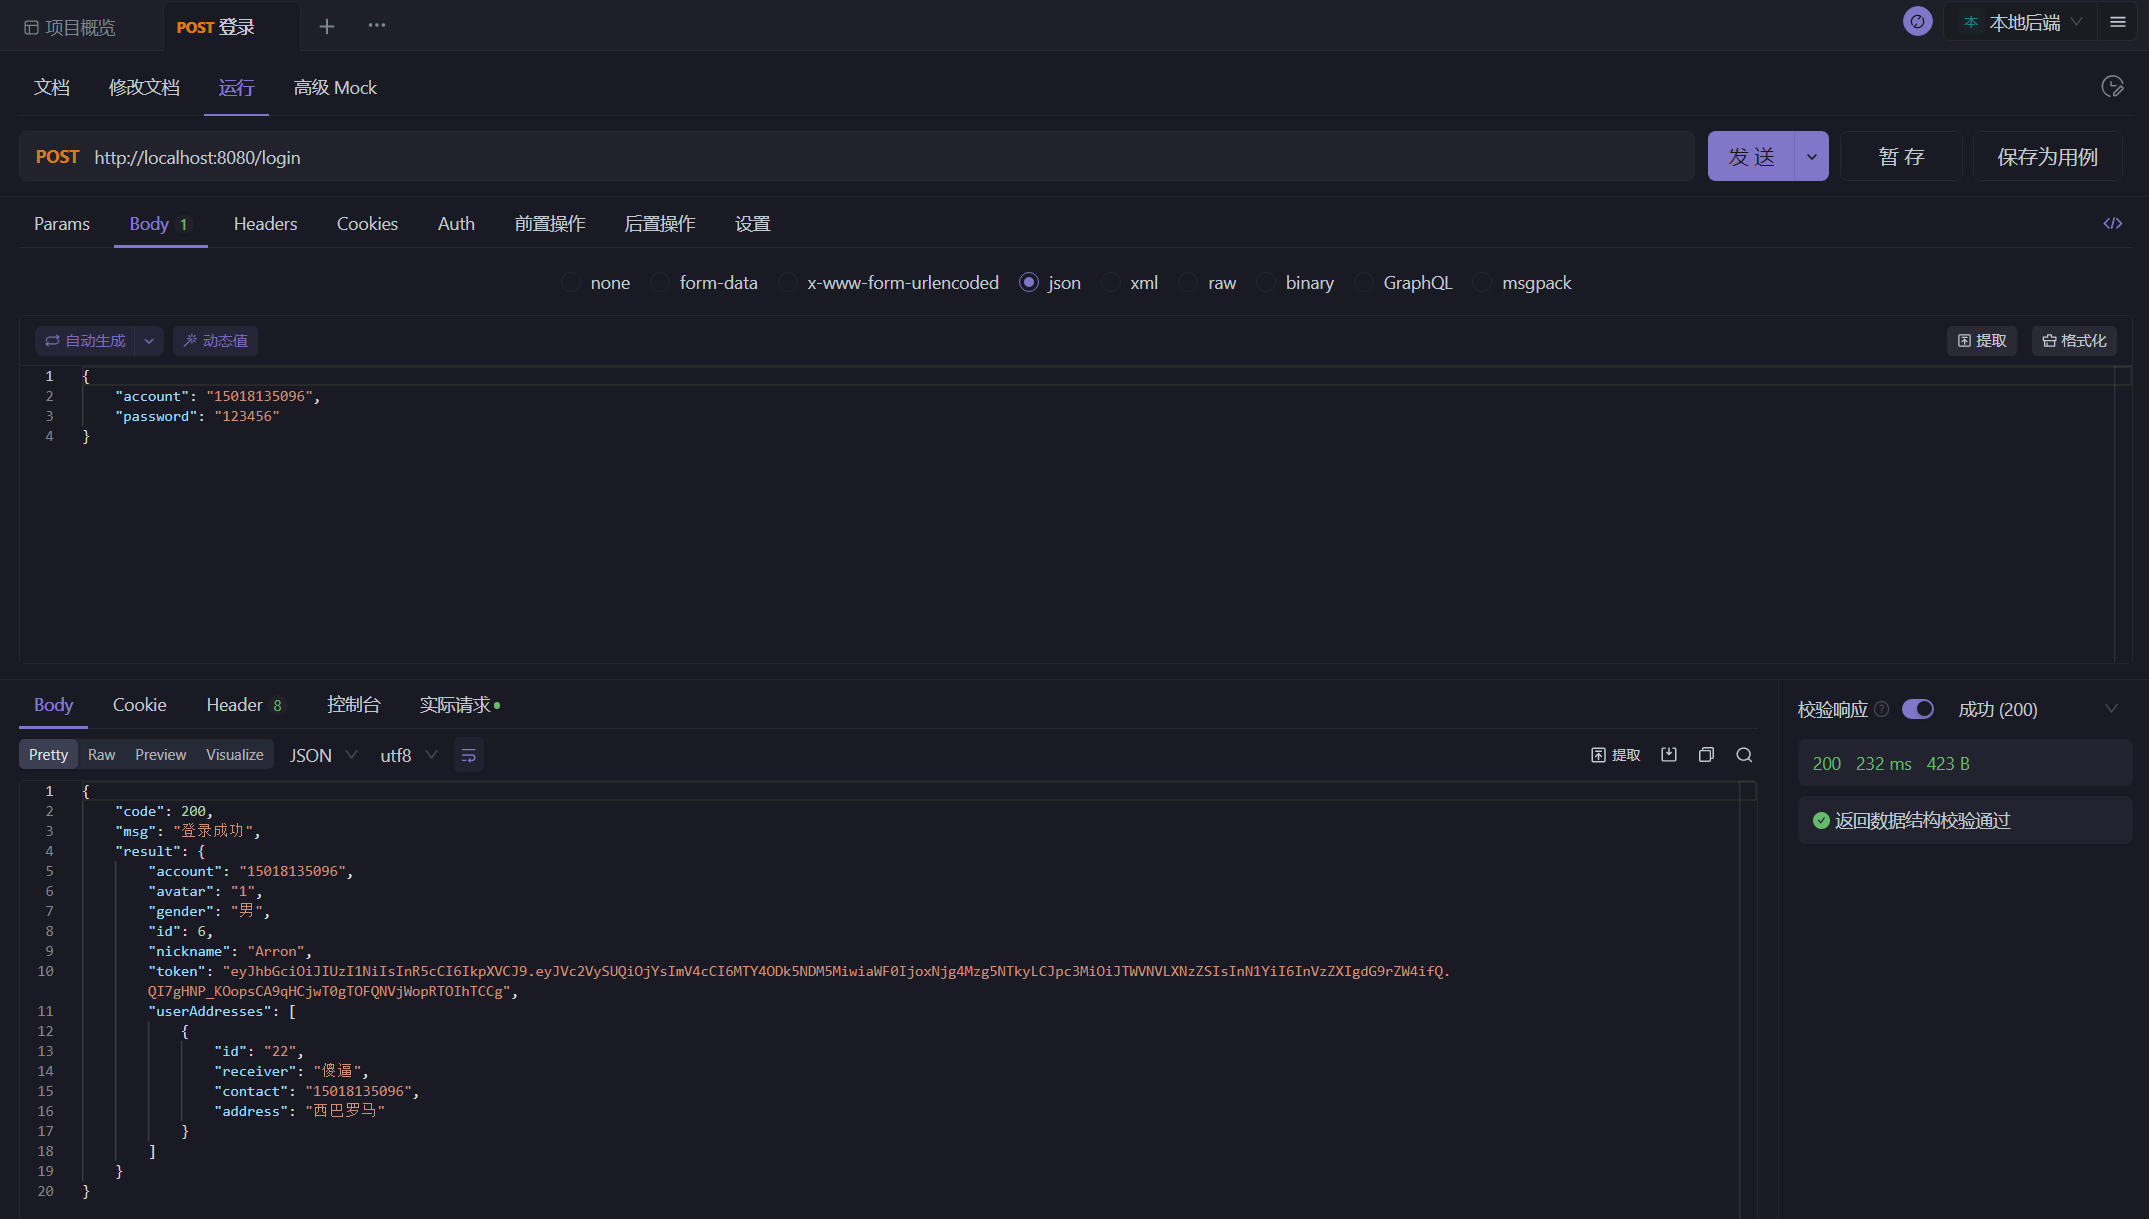 项目概览
POST 登录
本 本地后端
文档 修改文档 运行 高级 Mock
POST http://localhost:8080/login
发 送 暂 存 保存为用例
Params Body 1 Headers Cookies Auth 前置操作 后置操作 设置
none form-data x-www-form-urlencoded json xml raw binary GraphQL msgpack
自动生成 动态值 提取 格式化
1 {
2 "account": "15018135096",
3 "password": "123456"
4 }
Body Cookie Header 8 控制台 实际请求
校验响应 成功 (200)
Pretty Raw Preview Visualize JSON utf8 提取
200 232 ms 423 B
返回数据结构校验通过
1 {
2 "code": 200,
3 "msg": "登录成功",
4 "result": {
5 "account": "15018135096",
6 "avatar": "1",
7 "gender": "男",
8 "id": 6,
9 "nickname": "Arron",
10 "token": "eyJhbGciOiJIUzI1NiIsInR5cCI6IkpXVCJ9.eyJVc2VySUQiOjYsImV4cCI6MTY4ODk5NDM5MiwiaWF0IjoxNjg4Mzg5NTkyLCJpc3MiOiJTWVNVLXNzZSIsInN1YiI6InVzZXIgdG9rZW4ifQ.
QI7gHNP_KOopsCA9qHCjwT0gTOFQNVjWopRTOIhTCCg",
11 "userAddresses": [
12 {
13 "id": "22",
14 "receiver": "傻逼",
15 "contact": "15018135096",
16 "address": "西巴罗马"
17 }
18 ]
19 }
20 }